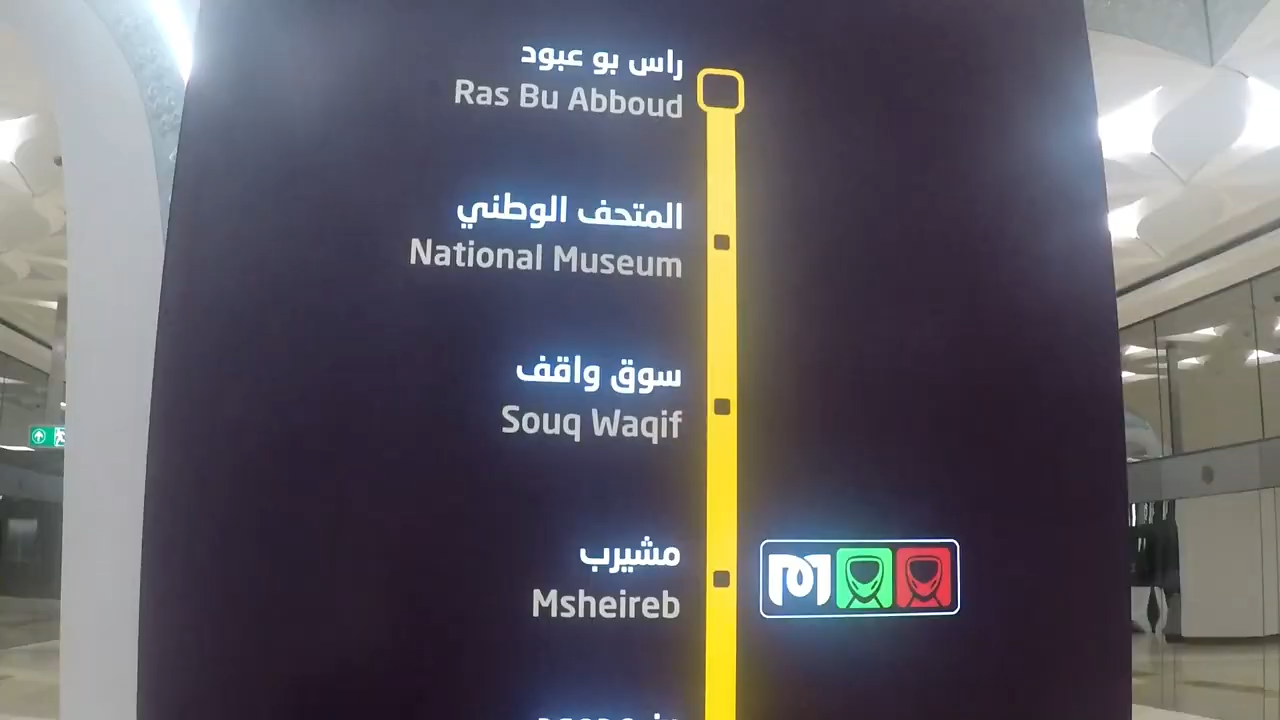 راس بو عبود
Ras Bu Abboud
المتحف الوطني
National Museum
سوق واقف
Souq Waqif
مشيرب
Msheireb